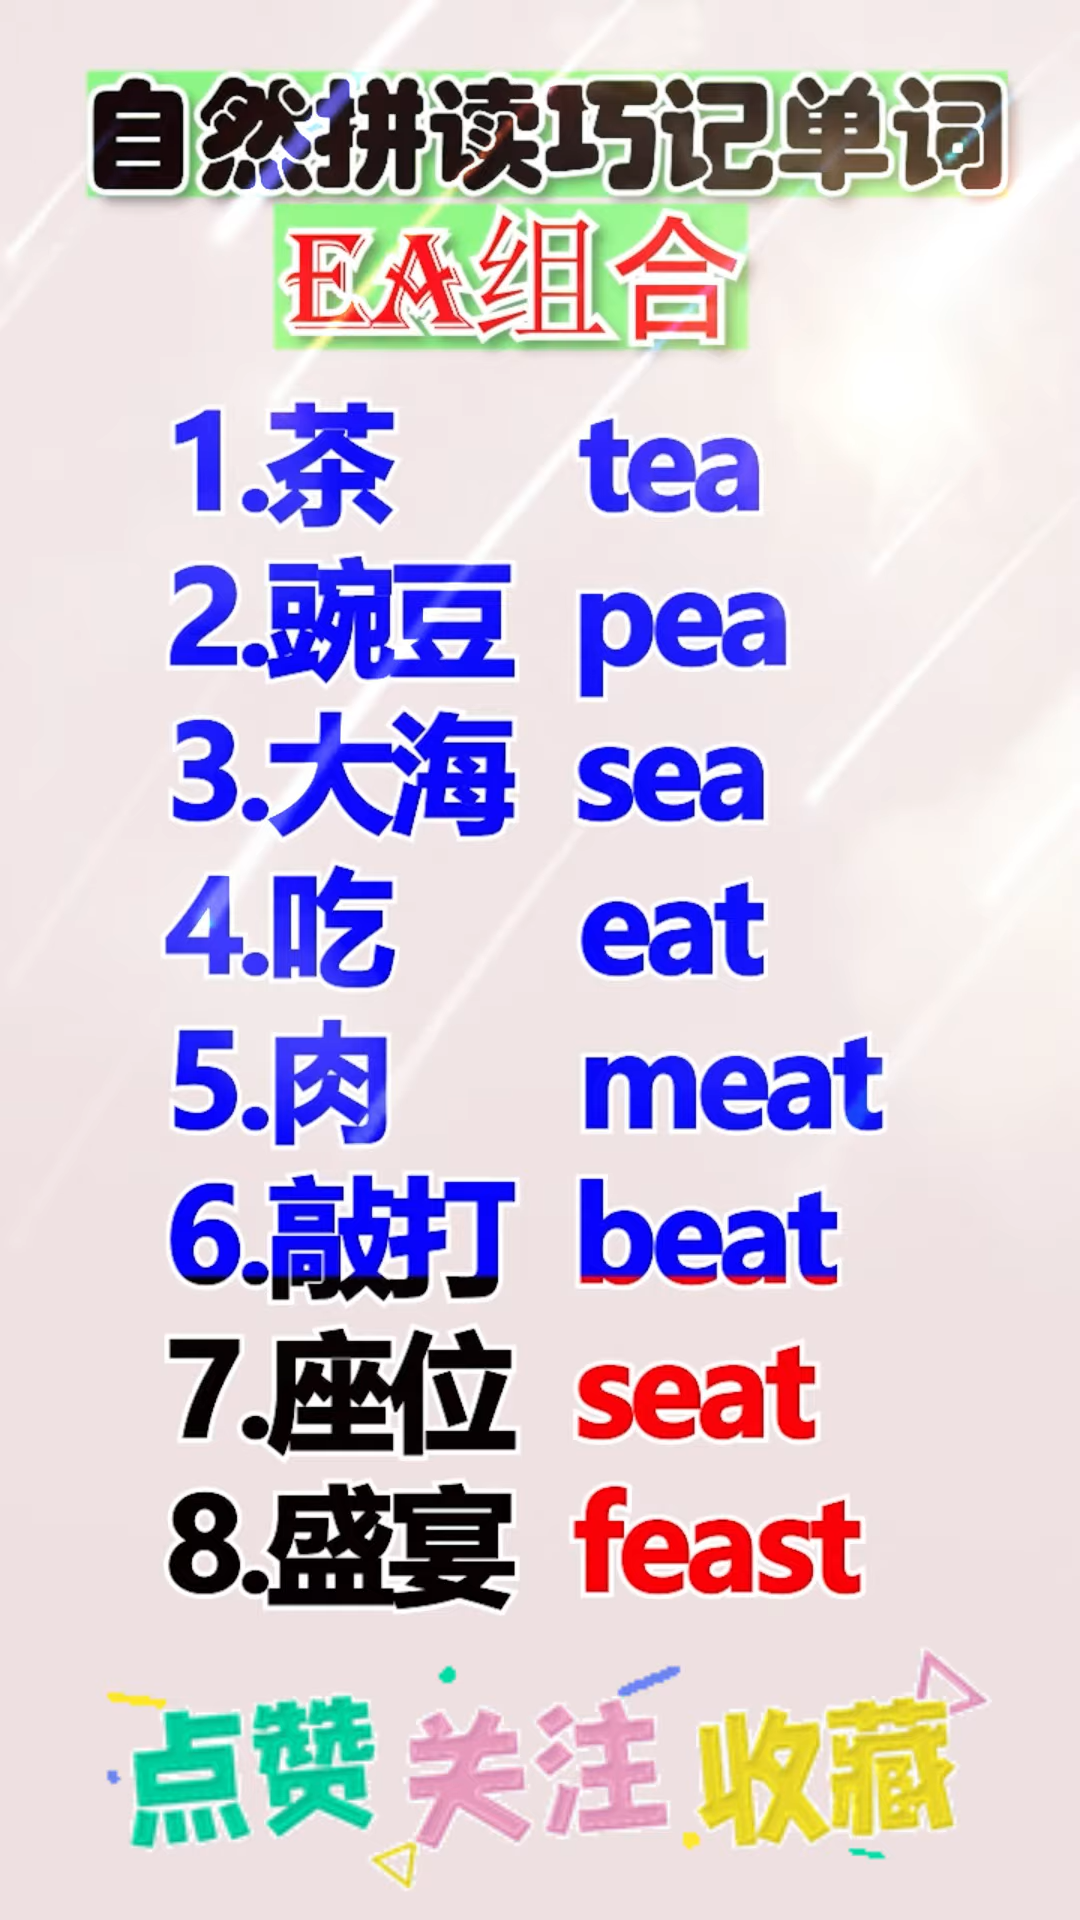 自然拼读巧记单词
EA组合
1.茶 tea
2.豌豆 pea
3.大海 sea
4.吃 eat
5.肉 meat
6.敲打 beat
7.座位 seat
8.盛宴 feast
点赞 关注 收藏